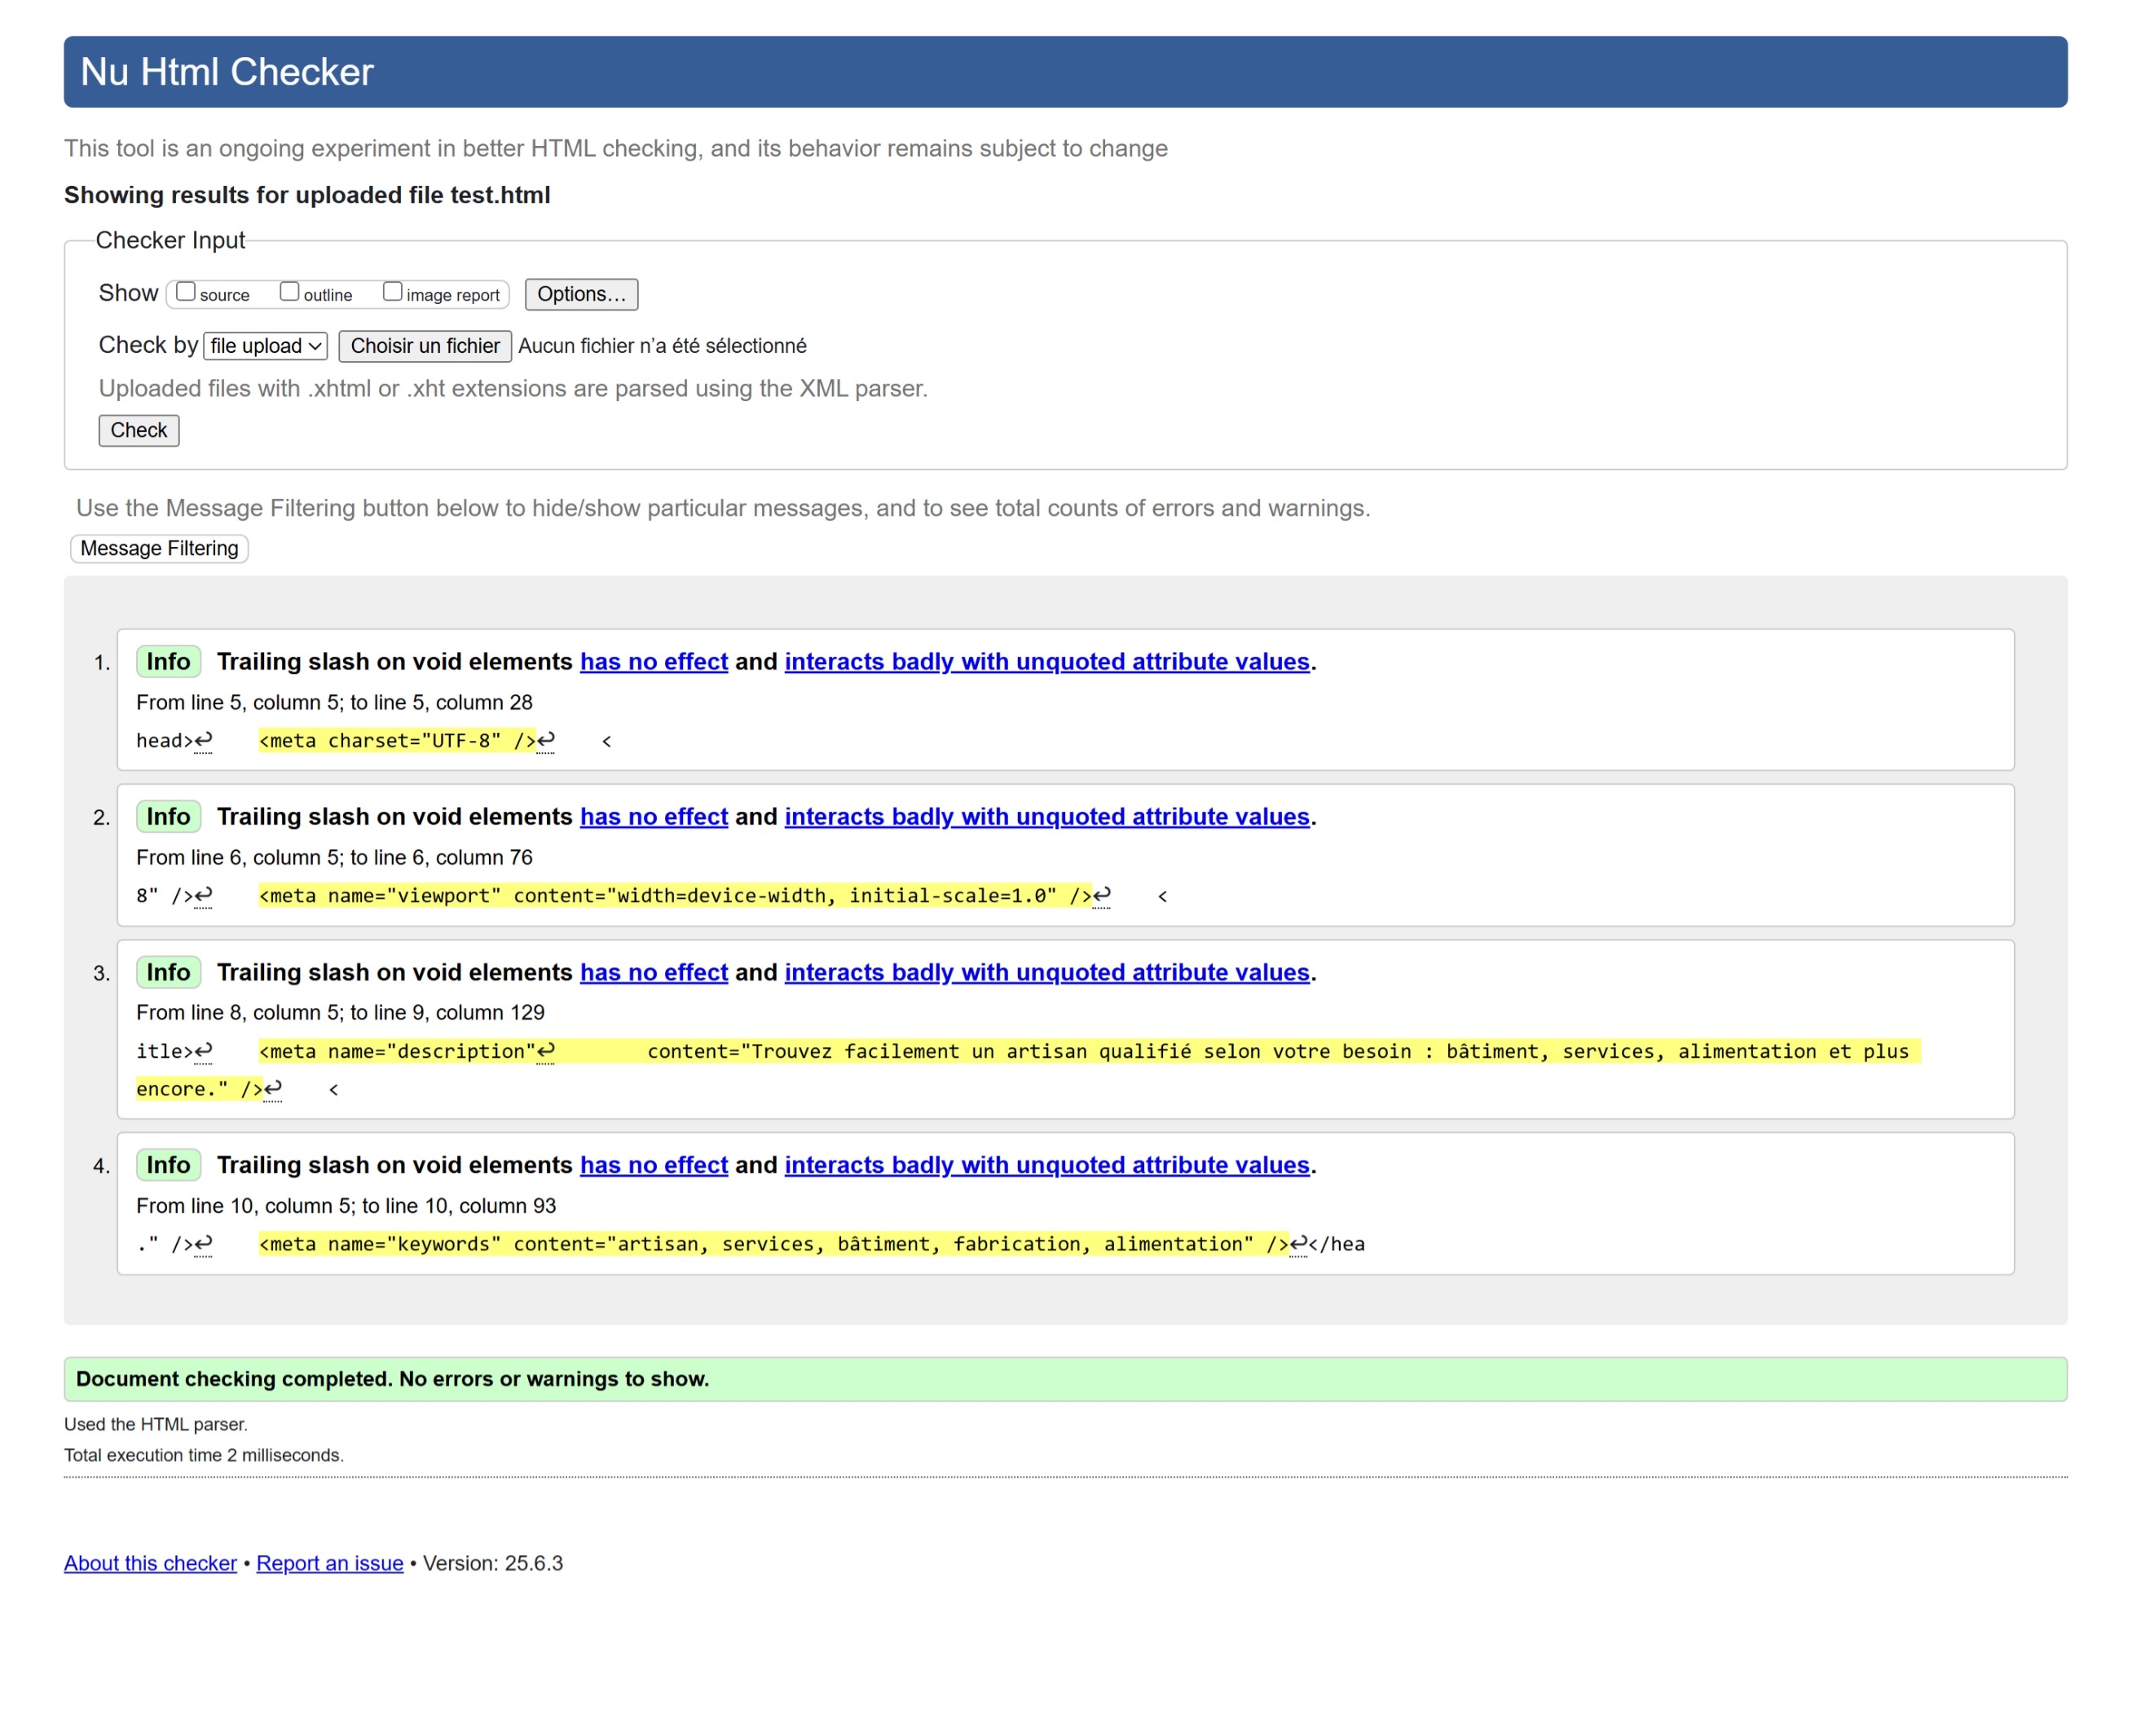 Nu Html Checker
This tool is an ongoing experiment in better HTML checking, and its behavior remains subject to change
Showing results for uploaded file test.html
Checker Input
Show source outline image report Options…
Check by file upload Choisir un fichier Aucun fichier n’a été sélectionné
Uploaded files with .xhtml or .xht extensions are parsed using the XML parser.
Check
Use the Message Filtering button below to hide/show particular messages, and to see total counts of errors and warnings.
Message Filtering
1. Info Trailing slash on void elements has no effect and interacts badly with unquoted attribute values.
From line 5, column 5; to line 5, column 28
head>↩    <meta charset="UTF-8" />↩    <
2. Info Trailing slash on void elements has no effect and interacts badly with unquoted attribute values.
From line 6, column 5; to line 6, column 76
8" />↩    <meta name="viewport" content="width=device-width, initial-scale=1.0" />↩    <
3. Info Trailing slash on void elements has no effect and interacts badly with unquoted attribute values.
From line 8, column 5; to line 9, column 129
itle>↩    <meta name="description"↩        content="Trouvez facilement un artisan qualifié selon votre besoin : bâtiment, services, alimentation et plus
encore." />↩    <
4. Info Trailing slash on void elements has no effect and interacts badly with unquoted attribute values.
From line 10, column 5; to line 10, column 93
." />↩    <meta name="keywords" content="artisan, services, bâtiment, fabrication, alimentation" />↩</hea
Document checking completed. No errors or warnings to show.
Used the HTML parser.
Total execution time 2 milliseconds.
About this checker • Report an issue • Version: 25.6.3